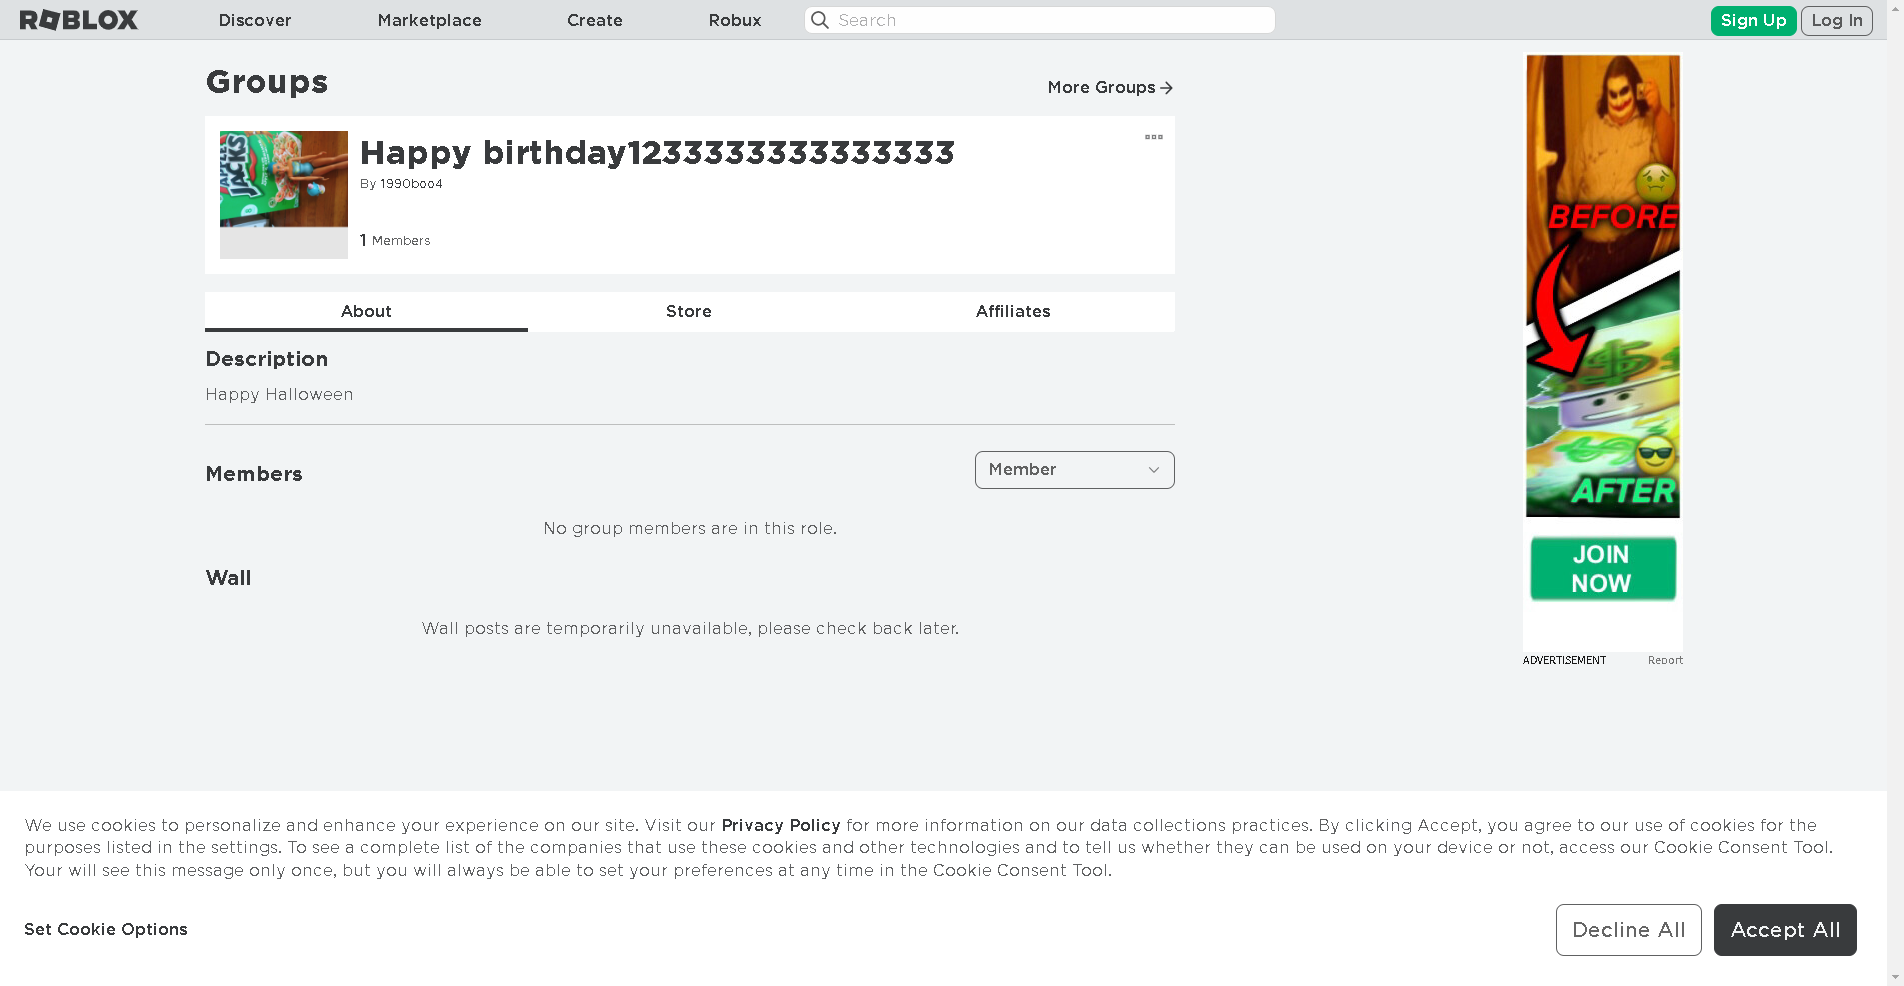 ROBLOX
Discover
Marketplace
Create
Robux
Search
Sign Up
Log In
Groups
More Groups
JACKS
Happy birthday1233333333333333
By 1990boo4
1 Members
About
Store
Affiliates
Description
Happy Halloween
Members
Member
No group members are in this role.
Wall
Wall posts are temporarily unavailable, please check back later.
BEFORE
AFTER
JOIN
NOW
ADVERTISEMENT
Report
We use cookies to personalize and enhance your experience on our site. Visit our Privacy Policy for more information on our data collections practices. By clicking Accept, you agree to our use of cookies for the
purposes listed in the settings. To see a complete list of the companies that use these cookies and other technologies and to tell us whether they can be used on your device or not, access our Cookie Consent Tool.
Your will see this message only once, but you will always be able to set your preferences at any time in the Cookie Consent Tool.
Set Cookie Options
Decline All
Accept All